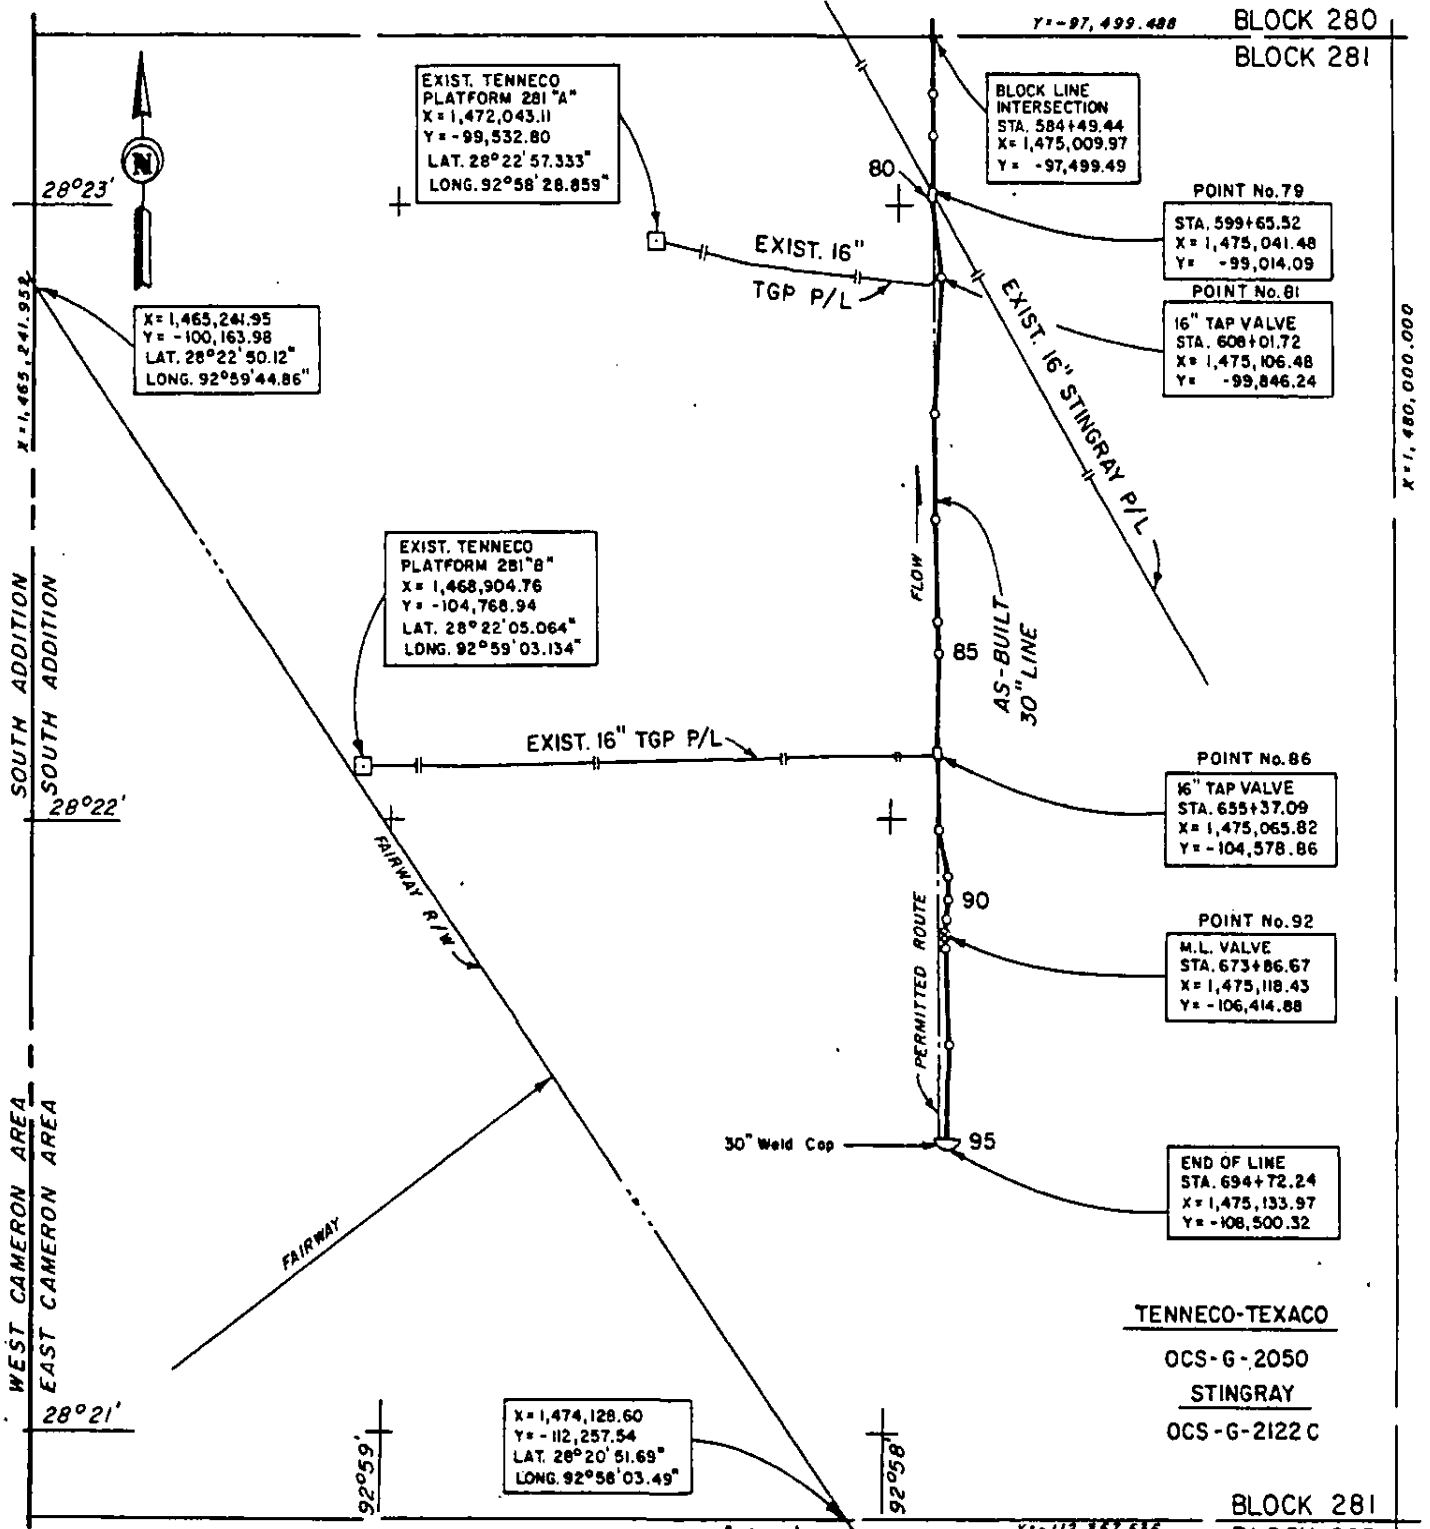 Y=-97,499.488
BLOCK 280
BLOCK 281
EXIST. TENNECO
PLATFORM 281 "A"
X=1,472,043.11
Y=-99,532.80
LAT. 28°22'57.333"
LONG. 92°58'28.859"
BLOCK LINE
INTERSECTION
STA. 584+49.44
X=1,475,009.97
Y= -97,499.49
N
28°23'
80
POINT No.79
STA. 599+65.52
X=1,475,041.48
Y= -99,014.09
EXIST. 16"
TGP P/L
POINT No.81
16" TAP VALVE
STA. 608+01.72
X=1,475,106.48
Y= -99,846.24
X=1,465,241.952
X=1,465,241.95
Y=-100,163.98
LAT. 28°22'50.12"
LONG. 92°59'44.86"
EXIST. 16" STINGRAY P/L
X=1,480,000.000
EXIST. TENNECO
PLATFORM 281"B"
X=1,468,904.76
Y=-104,768.94
LAT. 28°22'05.064"
LONG. 92°59'03.134"
FLOW
AS-BUILT
30" LINE
85
SOUTH ADDITION
SOUTH ADDITION
EXIST. 16" TGP P/L
POINT No.86
16" TAP VALVE
STA. 655+37.09
X=1,475,065.82
Y=-104,578.86
28°22'
FAIRWAY R/W
90
PERMITTED ROUTE
POINT No.92
M.L. VALVE
STA. 673+86.67
X=1,475,118.43
Y=-106,414.88
30" Weld Cap
95
END OF LINE
STA. 694+72.24
X=1,475,133.97
Y=-108,500.32
FAIRWAY
WEST CAMERON AREA
EAST CAMERON AREA
TENNECO-TEXACO
OCS-G-2050
STINGRAY
OCS-G-2122 C
28°21'
92°59'
X=1,474,128.60
Y=-112,257.54
LAT. 28°20'51.69"
LONG. 92°58'03.49"
92°58'
BLOCK 281